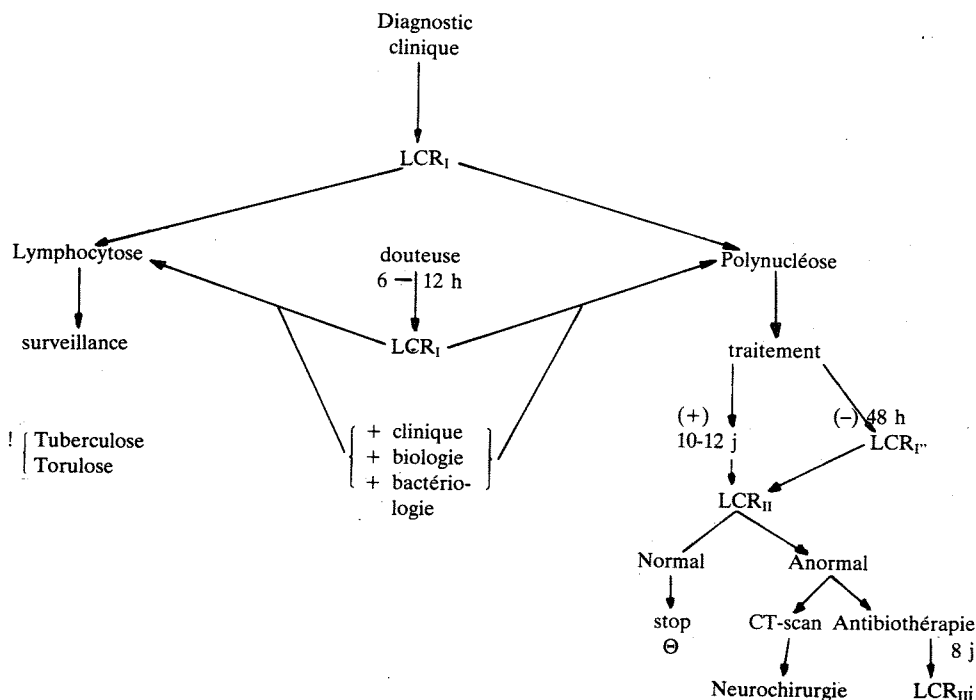 Diagnostic
clinique
LCR_I
Lymphocytose
douteuse
6 — 12 h
Polynucléose
surveillance
LCR_I
traitement
! { Tuberculose
Torulose
+ clinique
+ biologie
+ bactério-
logie
(+)
10-12 j
(−) 48 h
LCR_I''
LCR_II
Normal
Anormal
stop
Θ
CT-scan
Antibiothérapie
8 j
Neurochirurgie
LCR_III